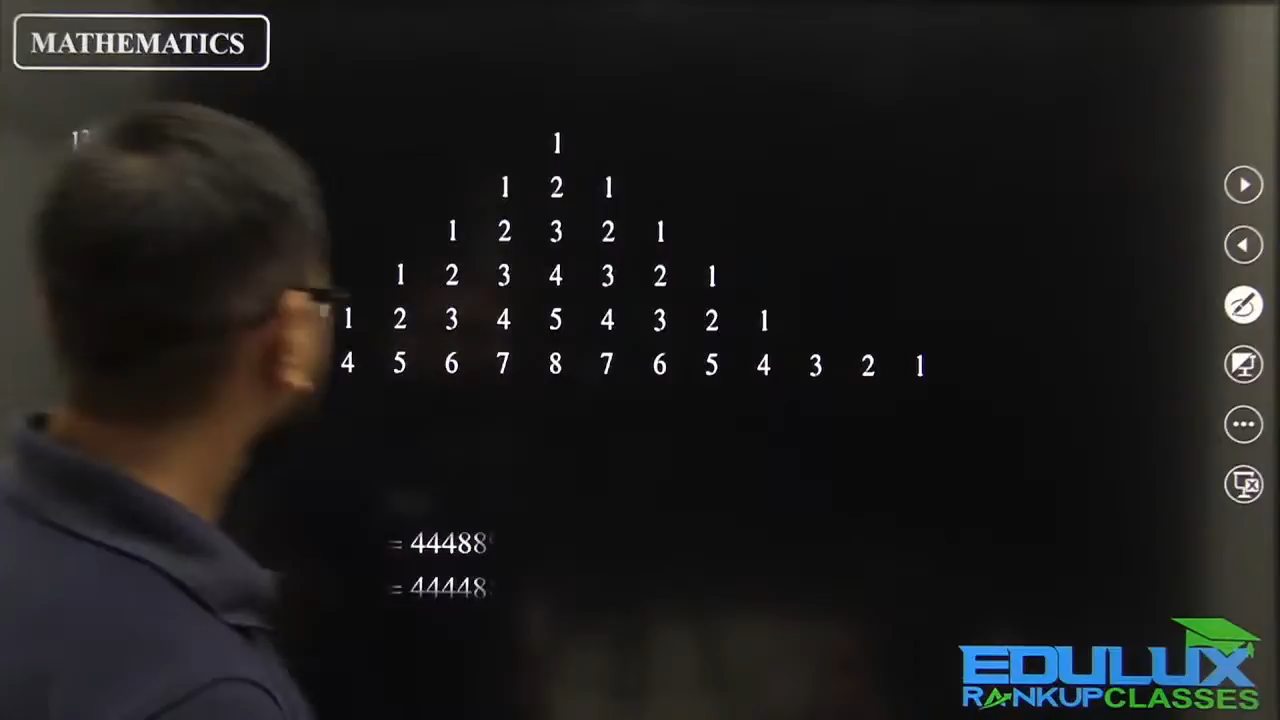 MATHEMATICS
1
1 2 1
1 2 3 2 1
1 2 3 4 3 2 1
1 2 3 4 5 4 3 2 1
4 5 6 7 8 7 6 5 4 3 2 1
= 44488
= 44448
EDULUX
RANKUPCLASSES